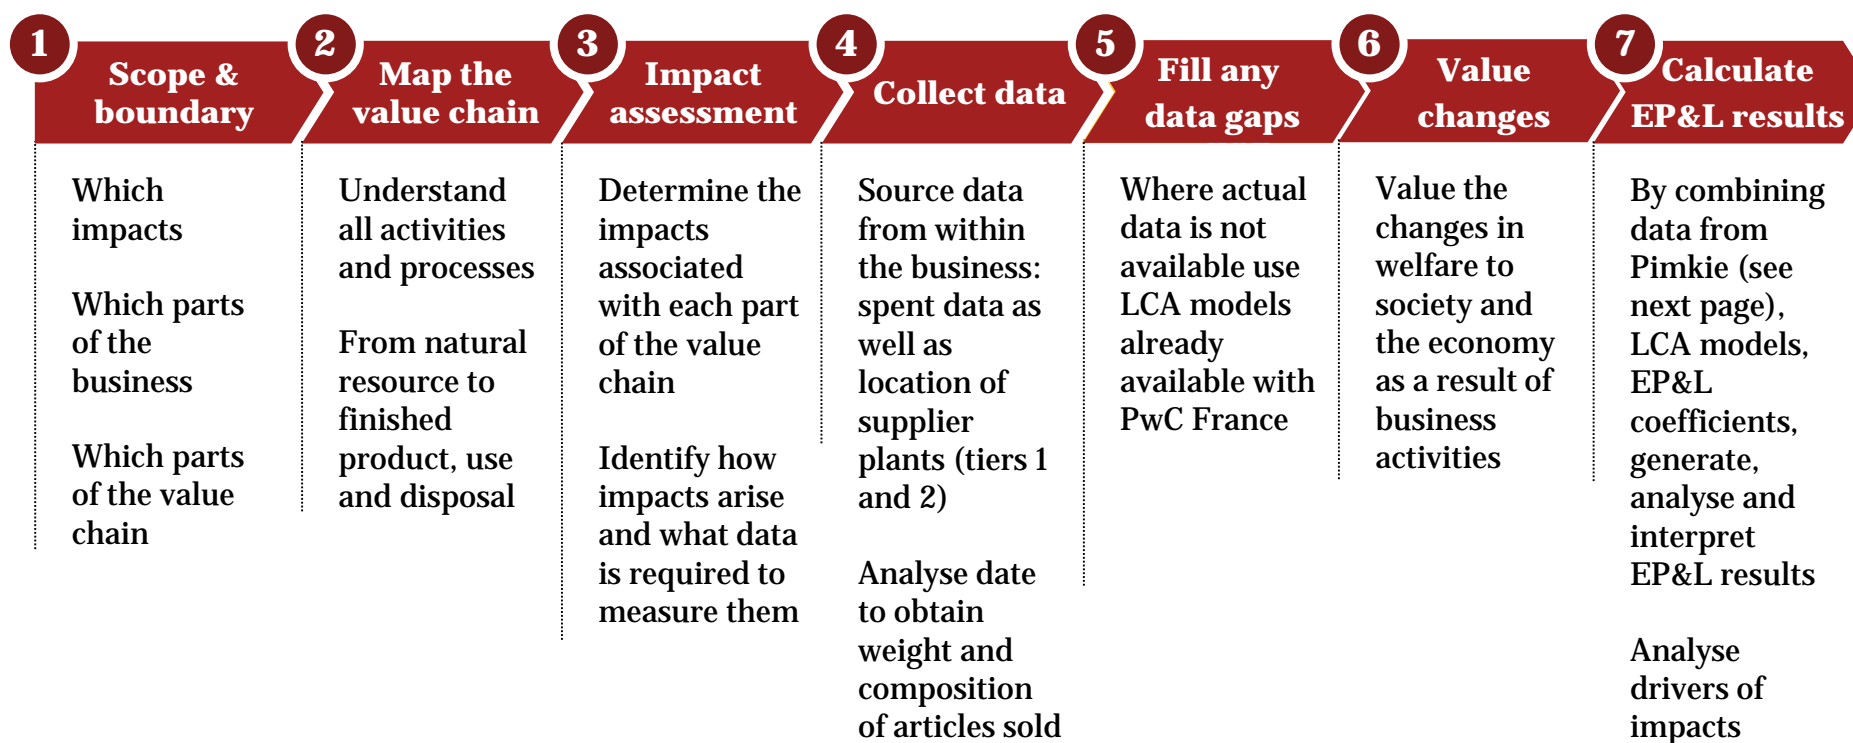 1
Scope &
boundary
Which
impacts
Which parts
of the
business
Which parts
of the value
chain
2
Map the
value chain
Understand
all activities
and processes
From natural
resource to
finished
product, use
and disposal
3
Impact
assessment
Determine the
impacts
associated
with each part
of the value
chain
Identify how
impacts arise
and what data
is required to
measure them
4
Collect data
Source data
from within
the business:
spent data as
well as
location of
supplier
plants (tiers 1
and 2)
Analyse date
to obtain
weight and
composition
of articles sold
5
Fill any
data gaps
Where actual
data is not
available use
LCA models
already
available with
PwC France
6
Value
changes
Value the
changes in
welfare to
society and
the economy
as a result of
business
activities
7
Calculate
EP&L results
By combining
data from
Pimkie (see
next page),
LCA models,
EP&L
coefficients,
generate,
analyse and
interpret
EP&L results
Analyse
drivers of
impacts